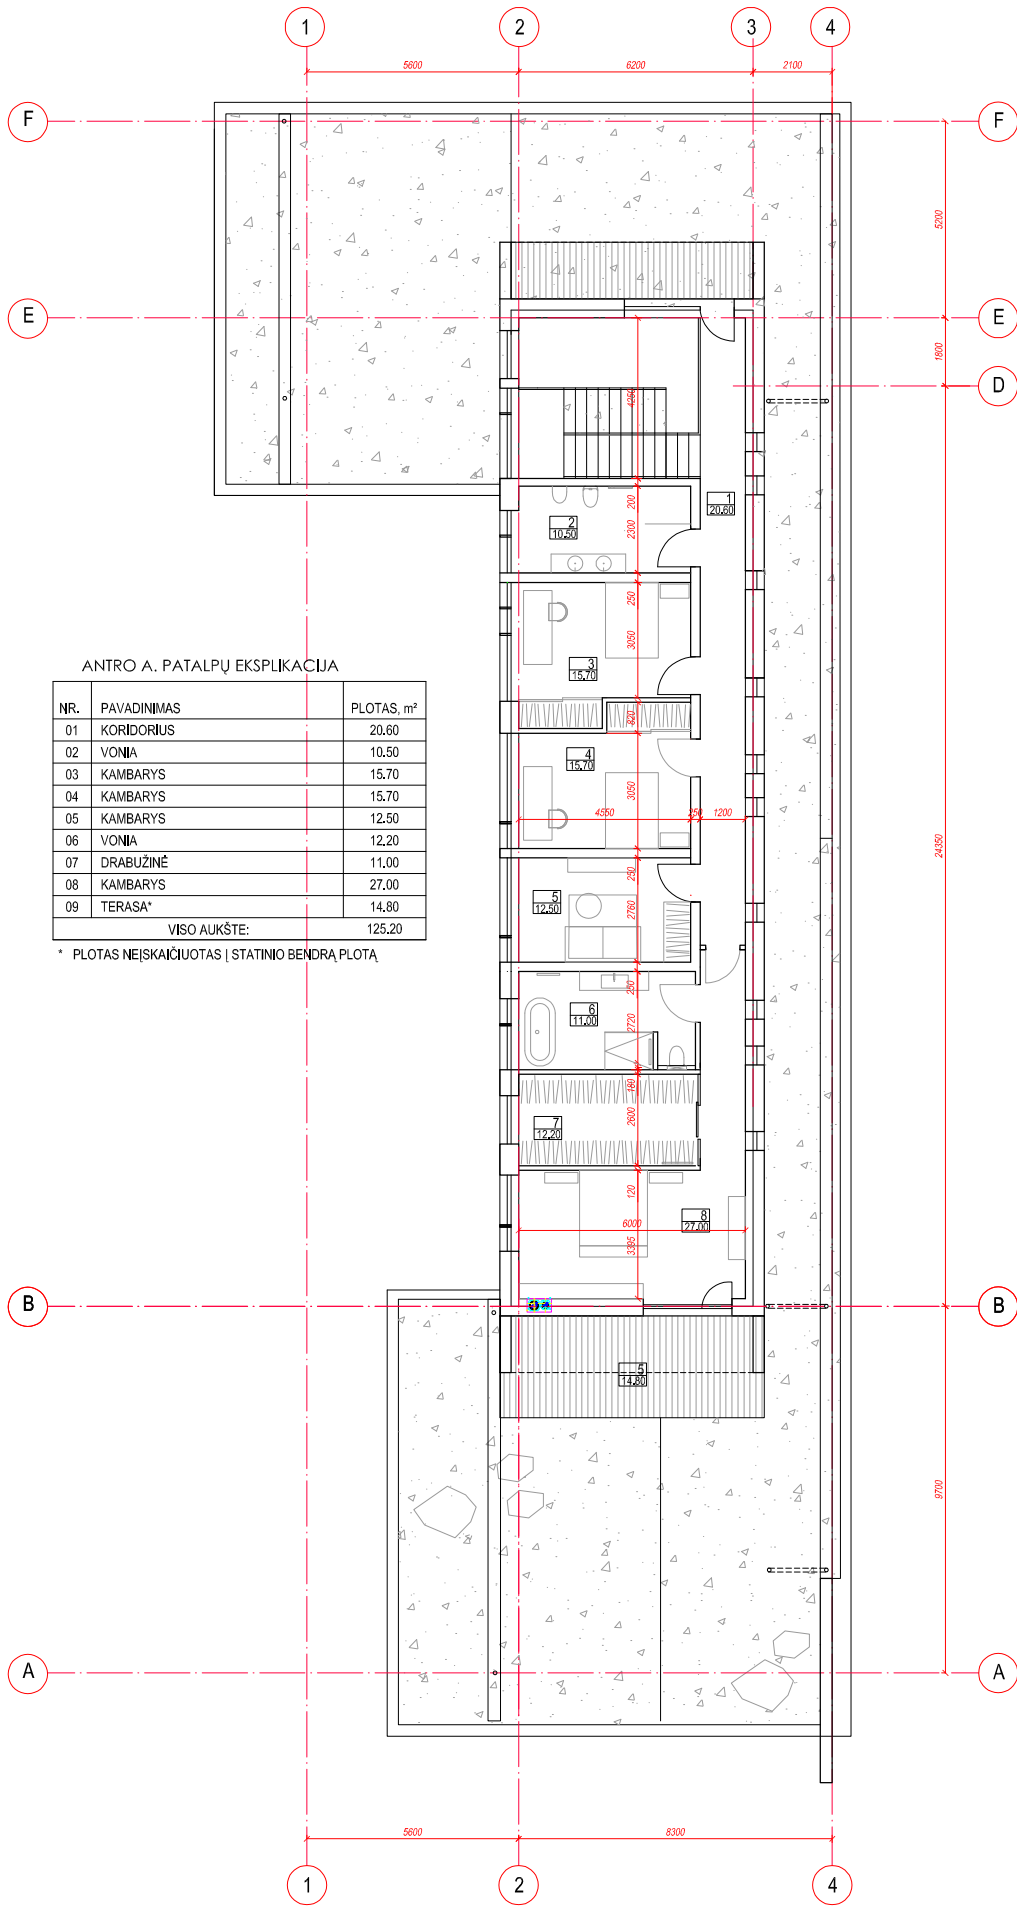 1 2 3 4
5600 6200 2100
F F
5200
E E
1800
D
4260
1
20.60
200
2
10.50
2300
250
3050
3
15.70
ANTRO A. PATALPŲ EKSPLIKACIJA
NR. PAVADINIMAS PLOTAS, m²
01 KORIDORIUS 20.60
02 VONIA 10.50
03 KAMBARYS 15.70
04 KAMBARYS 15.70
05 KAMBARYS 12.50
06 VONIA 12.20
07 DRABUŽINĖ 11.00
08 KAMBARYS 27.00
09 TERASA* 14.80
VISO AUKŠTE: 125.20
* PLOTAS NEĮSKAIČIUOTAS Į STATINIO BENDRĄ PLOTĄ
820
4
15.70
3050
4550 250 1200
24350
250
5
12.50
2760
250
6
11.00
2720
180
7
12.20
2600
120
8
27.00
6000
3395
B B
5
14.80
9700
A A
5600 8300
1 2 4